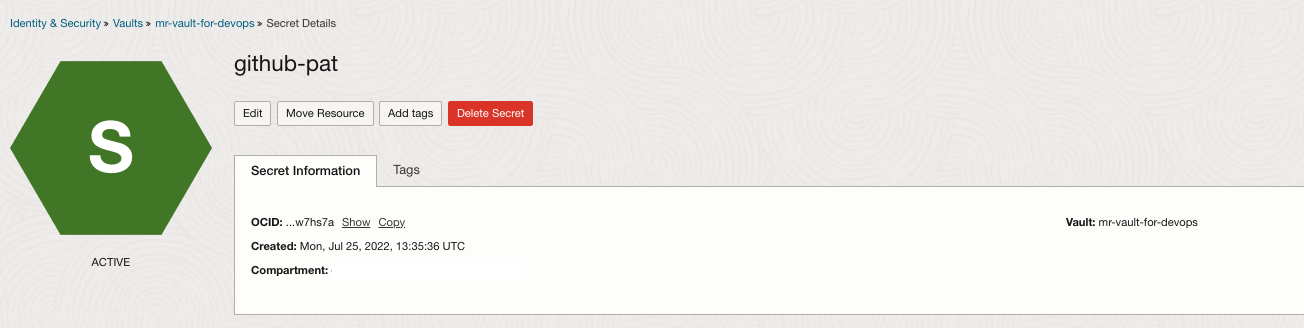 Identity & Security » Vaults » mr-vault-for-devops » Secret Details
github-pat
Edit Move Resource Add tags Delete Secret
S
ACTIVE
Secret Information Tags
OCID: ...w7hs7a Show Copy
Vault: mr-vault-for-devops
Created: Mon, Jul 25, 2022, 13:35:36 UTC
Compartment: